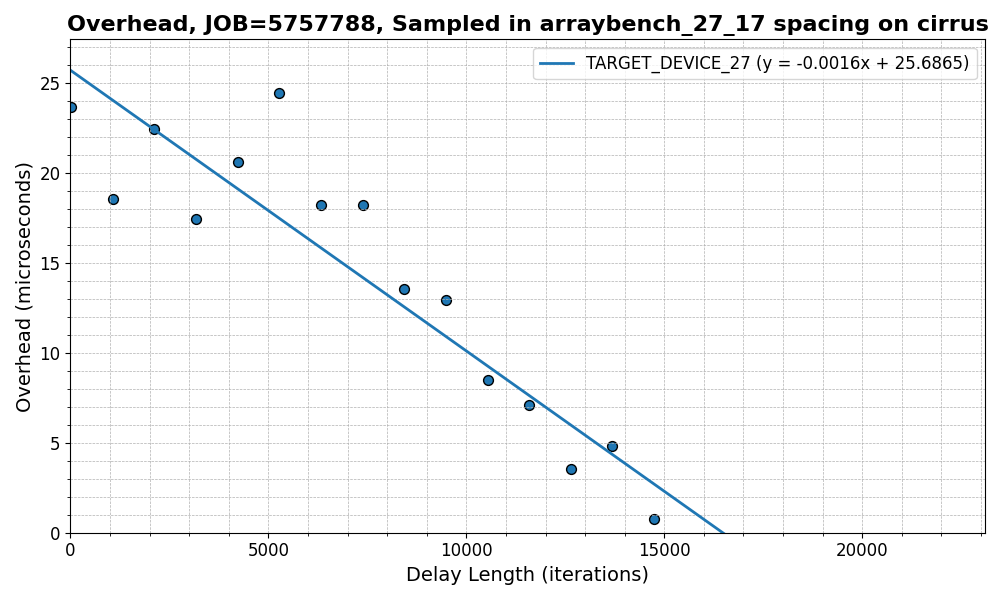 Overhead, JOB=5757788, Sampled in arraybench_27_17 spacing on cirrus
TARGET_DEVICE_27 (y = -0.0016x + 25.6865)
Overhead (microseconds)
25
20
15
10
5
0
0 5000 10000 15000 20000
Delay Length (iterations)